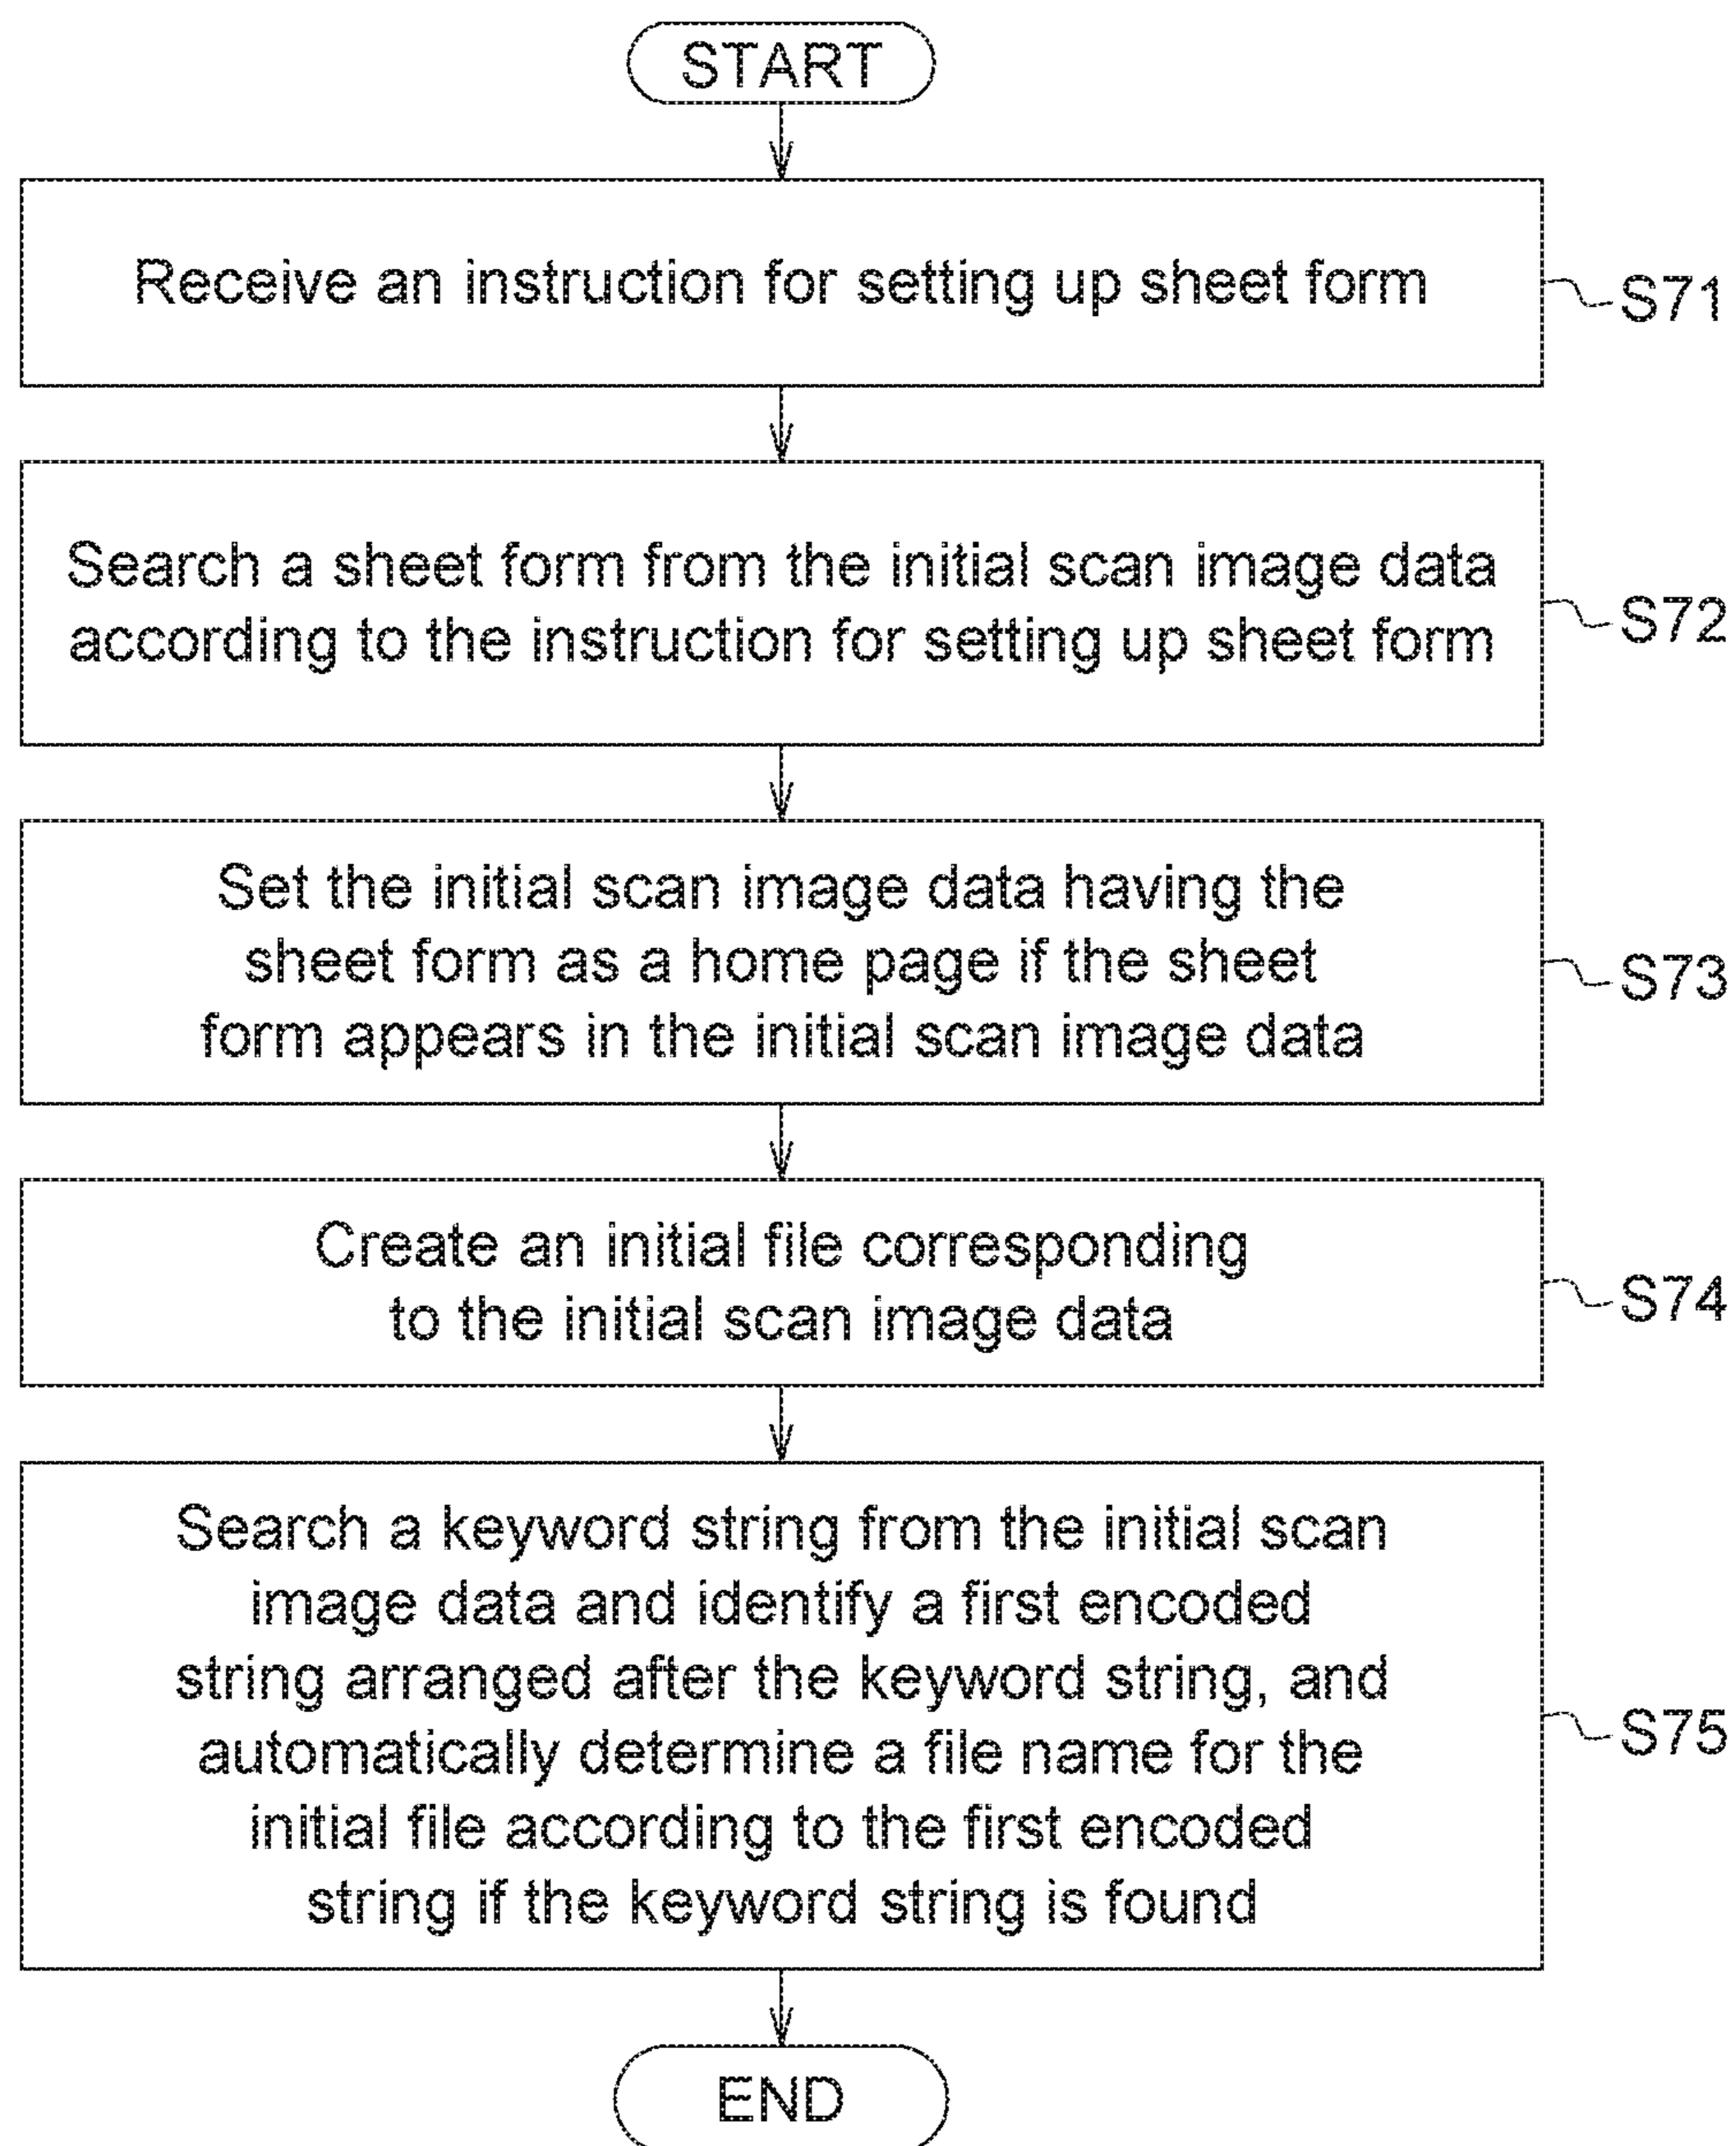 START
Receive an instruction for setting up sheet form
S71
Search a sheet form from the initial scan image data
according to the instruction for setting up sheet form
S72
Set the initial scan image data having the
sheet form as a home page if the sheet
form appears in the initial scan image data
S73
Create an initial file corresponding
to the initial scan image data
S74
Search a keyword string from the initial scan
image data and identify a first encoded
string arranged after the keyword string, and
automatically determine a file name for the
initial file according to the first encoded
string if the keyword string is found
S75
END